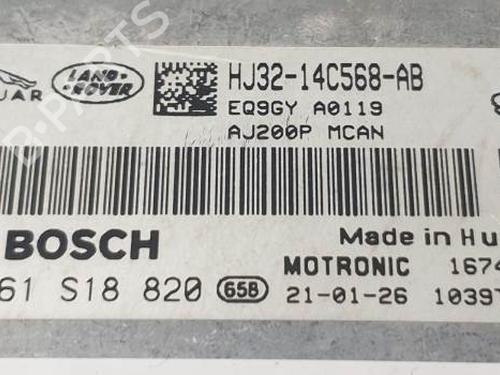 B-PARTS
LAND
ROVER
HJ32-14C568-AB
EQ9GY A0119
AJ200P MCAN
BOSCH
Made in Hu
MOTRONIC 1674
61 S18 820 65B 21-01-26 1039